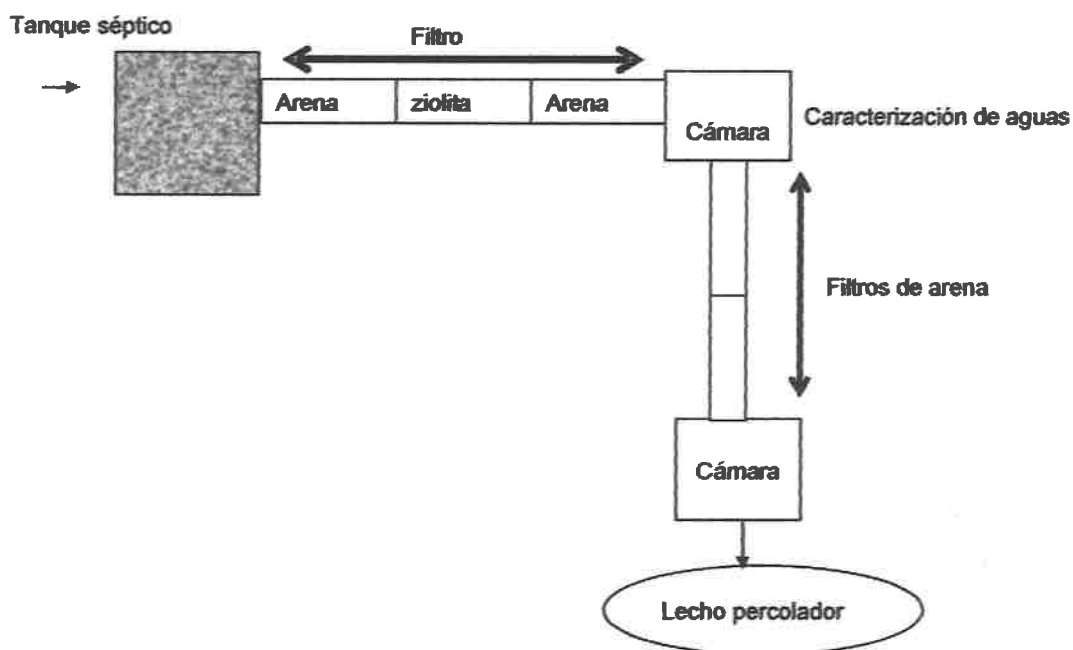 Tanque séptico
Filtro
Arena
ziolita
Arena
Cámara
Caracterización de aguas
Filtros de arena
Cámara
Lecho percolador